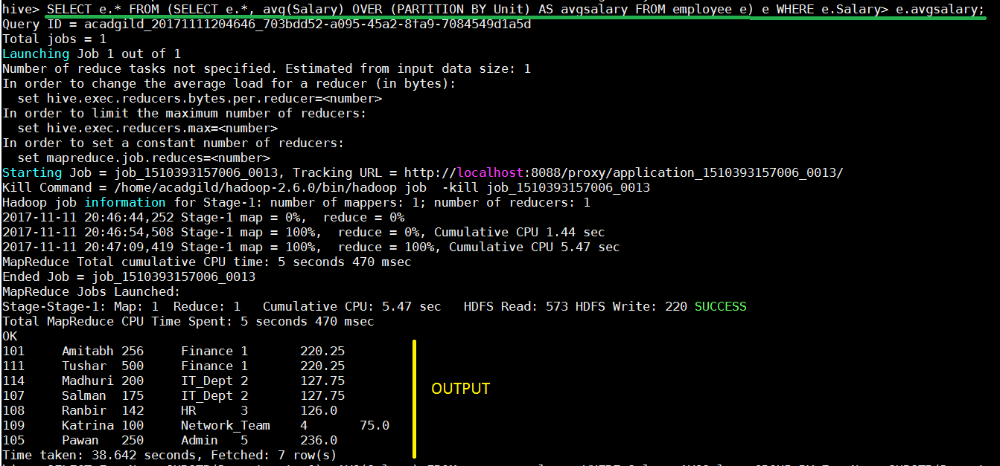 hive> SELECT e.* FROM (SELECT e.*, avg(Salary) OVER (PARTITION BY Unit) AS avgsalary FROM employee e) e WHERE e.Salary> e.avgsalary;
Query ID = acadgild_20171111204646_703bdd52-a095-45a2-8fa9-7084549d1a5d
Total jobs = 1
Launching Job 1 out of 1
Number of reduce tasks not specified. Estimated from input data size: 1
In order to change the average load for a reducer (in bytes):
  set hive.exec.reducers.bytes.per.reducer=<number>
In order to limit the maximum number of reducers:
  set hive.exec.reducers.max=<number>
In order to set a constant number of reducers:
  set mapreduce.job.reduces=<number>
Starting Job = job_1510393157006_0013, Tracking URL = http://localhost:8088/proxy/application_1510393157006_0013/
Kill Command = /home/acadgild/hadoop-2.6.0/bin/hadoop job  -kill job_1510393157006_0013
Hadoop job information for Stage-1: number of mappers: 1; number of reducers: 1
2017-11-11 20:46:44,252 Stage-1 map = 0%,  reduce = 0%
2017-11-11 20:46:54,508 Stage-1 map = 100%,  reduce = 0%, Cumulative CPU 1.44 sec
2017-11-11 20:47:09,419 Stage-1 map = 100%,  reduce = 100%, Cumulative CPU 5.47 sec
MapReduce Total cumulative CPU time: 5 seconds 470 msec
Ended Job = job_1510393157006_0013
MapReduce Jobs Launched:
Stage-Stage-1: Map: 1  Reduce: 1   Cumulative CPU: 5.47 sec   HDFS Read: 573 HDFS Write: 220 SUCCESS
Total MapReduce CPU Time Spent: 5 seconds 470 msec
OK
101     Amitabh 256     Finance 1       220.25
111     Tushar  500     Finance 1       220.25
114     Madhuri 200     IT_Dept 2       127.75
107     Salman  175     IT_Dept 2       127.75
108     Ranbir  142     HR      3       126.0
109     Katrina 100     Network_Team    4       75.0
105     Pawan   250     Admin   5       236.0
Time taken: 38.642 seconds, Fetched: 7 row(s)
OUTPUT